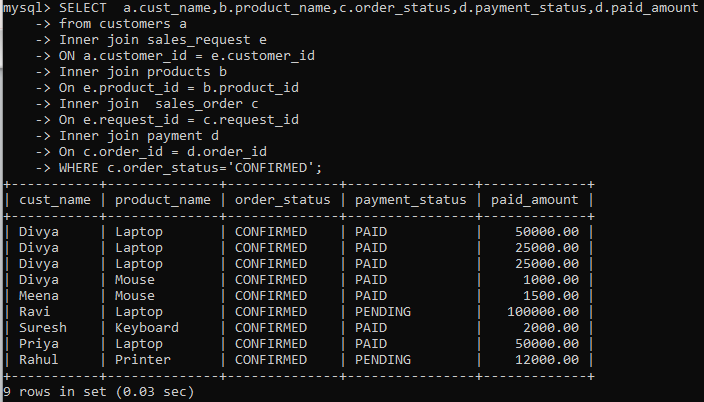 mysql> SELECT  a.cust_name,b.product_name,c.order_status,d.payment_status,d.paid_amount
    -> from customers a
    -> Inner join sales_request e
    -> ON a.customer_id = e.customer_id
    -> Inner join products b
    -> On e.product_id = b.product_id
    -> Inner join  sales_order c
    -> On e.request_id = c.request_id
    -> Inner join payment d
    -> On c.order_id = d.order_id
    -> WHERE c.order_status='CONFIRMED';
+-----------+--------------+--------------+----------------+-------------+
| cust_name | product_name | order_status | payment_status | paid_amount |
+-----------+--------------+--------------+----------------+-------------+
| Divya     | Laptop       | CONFIRMED    | PAID           |    50000.00 |
| Divya     | Laptop       | CONFIRMED    | PAID           |    25000.00 |
| Divya     | Laptop       | CONFIRMED    | PAID           |    25000.00 |
| Divya     | Mouse        | CONFIRMED    | PAID           |     1000.00 |
| Meena     | Mouse        | CONFIRMED    | PAID           |     1500.00 |
| Ravi      | Laptop       | CONFIRMED    | PENDING        |   100000.00 |
| Suresh    | Keyboard     | CONFIRMED    | PAID           |     2000.00 |
| Priya     | Laptop       | CONFIRMED    | PAID           |    50000.00 |
| Rahul     | Printer      | CONFIRMED    | PENDING        |    12000.00 |
+-----------+--------------+--------------+----------------+-------------+
9 rows in set (0.03 sec)